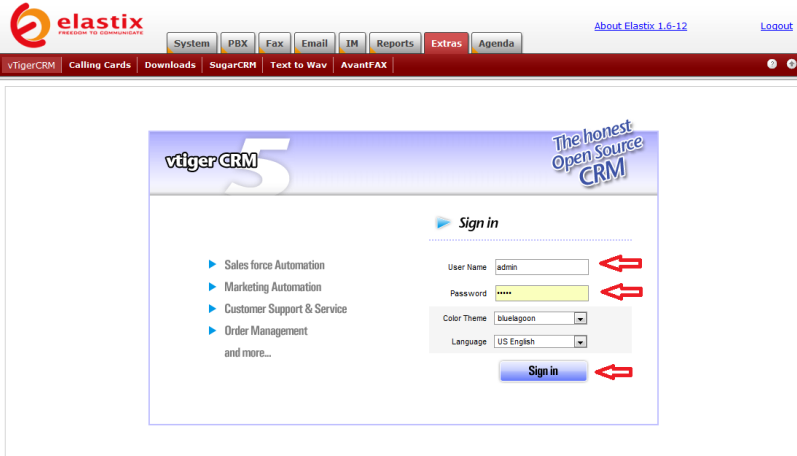 elastix
FREEDOM TO COMMUNICATE
System PBX Fax Email IM Reports Extras Agenda
About Elastix 1.6-12 Logout
vTigerCRM Calling Cards Downloads SugarCRM Text to Wav AvantFAX
vtiger CRM 5
The honest
Open Source
CRM
Sign in
Sales force Automation
Marketing Automation
Customer Support & Service
Order Management
and more...
User Name admin
Password •••••
Color Theme bluelagoon
Language US English
Sign in